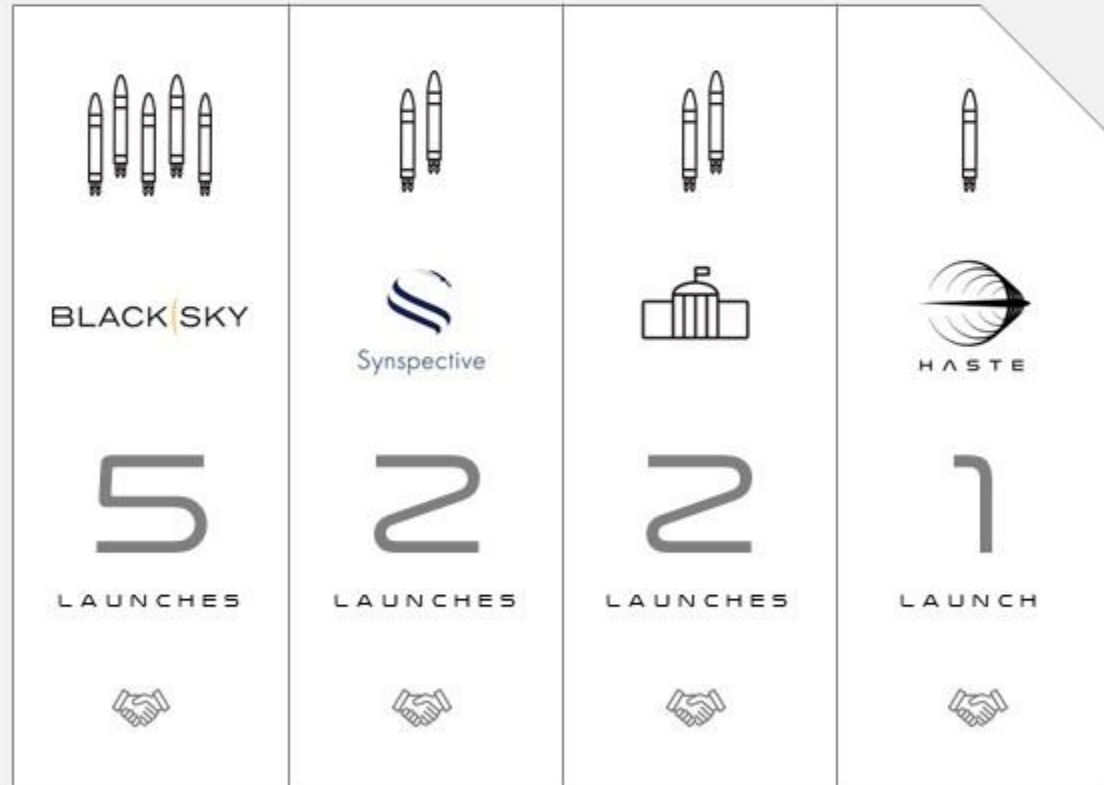 BLACKSKY
5
LAUNCHES
Synspective
2
LAUNCHES
2
LAUNCHES
HASTE
1
LAUNCH